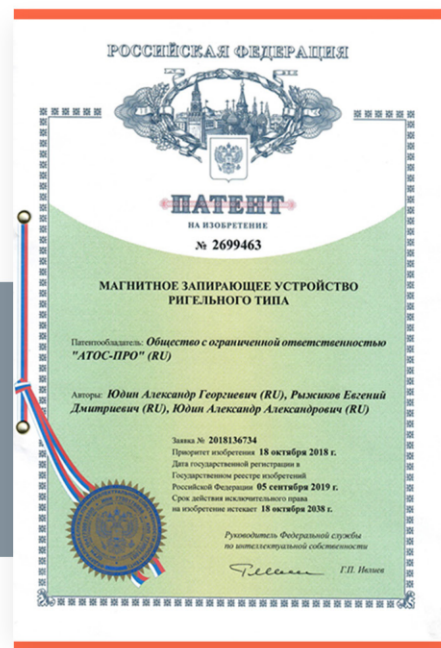 РОССИЙСКАЯ ФЕДЕРАЦИЯ
ПАТЕНТ
НА ИЗОБРЕТЕНИЕ
№ 2699463
МАГНИТНОЕ ЗАПИРАЮЩЕЕ УСТРОЙСТВО
РИГЕЛЬНОГО ТИПА
Патентообладатель: Общество с ограниченной ответственностью
"АТОС-ПРО" (RU)
Авторы: Юдин Александр Георгиевич (RU), Рыжиков Евгений
Дмитриевич (RU), Юдин Александр Александрович (RU)
Заявка № 2018136734
Приоритет изобретения 18 октября 2018 г.
Дата государственной регистрации в
Государственном реестре изобретений
Российской Федерации 05 сентября 2019 г.
Срок действия исключительного права
на изобретение истекает 18 октября 2038 г.
Руководитель Федеральной службы
по интеллектуальной собственности
Г.П. Ивлиев